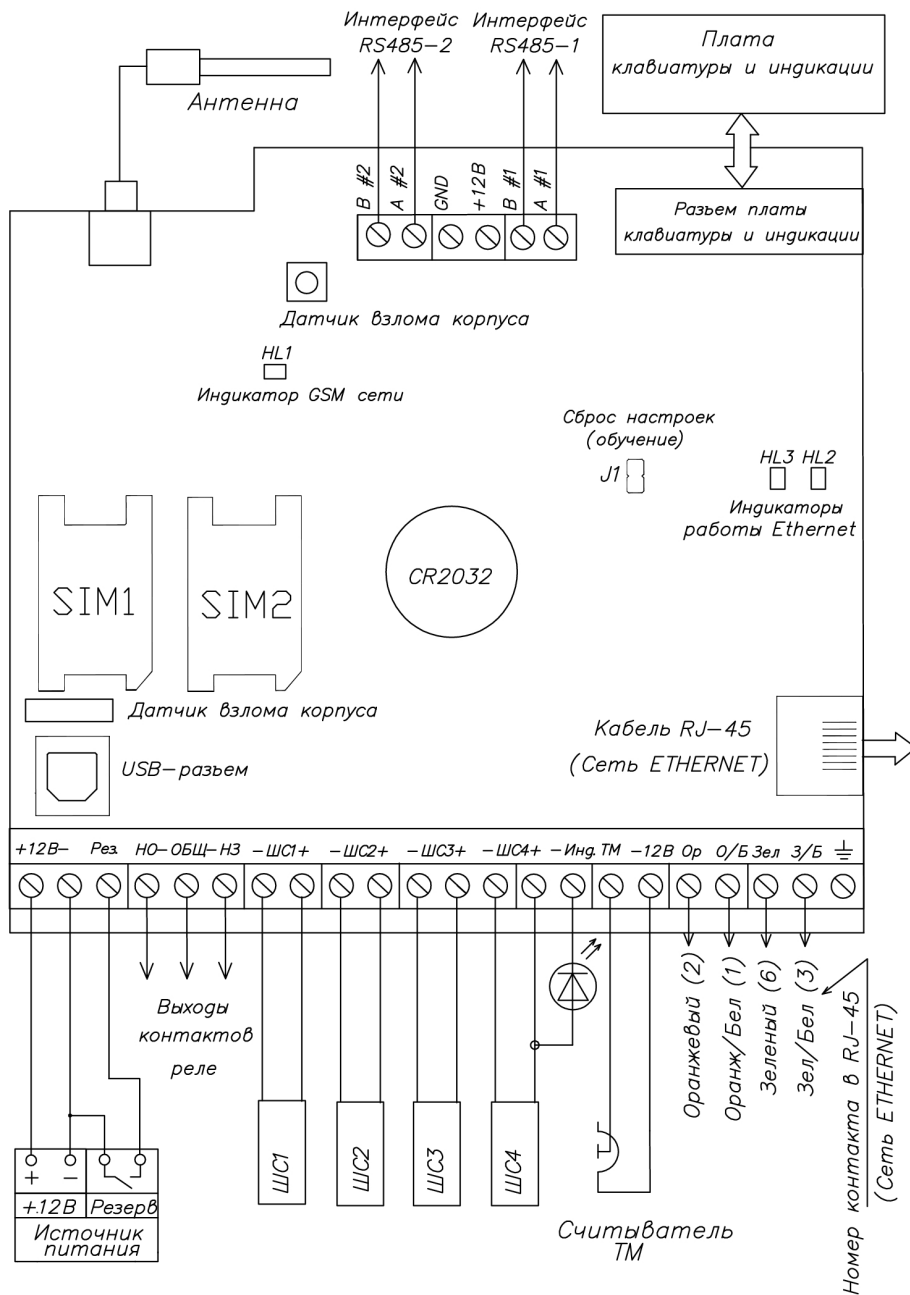 Интерфейс
RS485-2
Интерфейс
RS485-1
Плата
клавиатуры и индикации
Антенна
B #2
A #2
GND
+12В
B #1
A #1
Разъем платы
клавиатуры и индикации
Датчик взлома корпуса
HL1
Индикатор GSM сети
Сброс настроек
(обучение)
J1
HL3 HL2
Индикаторы
работы Ethernet
SIM1
SIM2
CR2032
Датчик взлома корпуса
USB-разъем
Кабель RJ-45
(Сеть ETHERNET)
+12В- Рез. НО-ОБЩ-НЗ -ШС1+ -ШС2+ -ШС3+ -ШС4+ -Инд. ТМ -12В Ор О/Б Зел З/Б
Выходы
контактов
реле
Оранжевый (2)
Оранж/Бел (1)
Зеленый (6)
Зел/Бел (3)
Номер контакта в RJ-45
(Сеть ETHERNET)
ШС1
ШС2
ШС3
ШС4
+ -
+12В Резерв
Источник
питания
Считыватель
ТМ